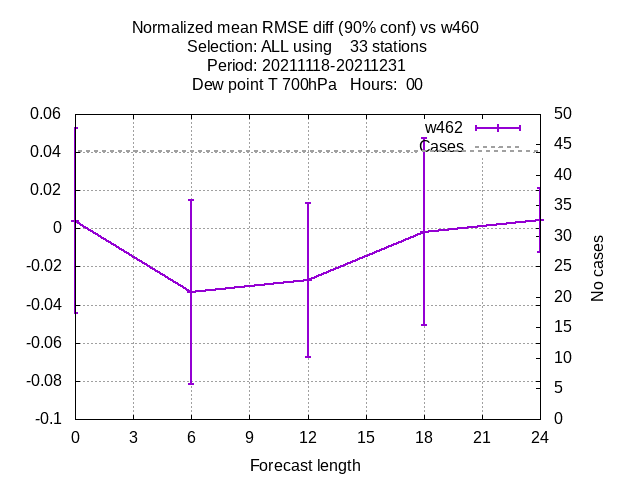 Normalized mean RMSE diff (90% conf) vs w460
Selection: ALL using    33 stations
Period: 20211118-20211231
Dew point T 700hPa   Hours:  00
w462
Cases
0.06
0.04
0.02
0
-0.02
-0.04
-0.06
-0.08
-0.1
50
45
40
35
30
25
20
15
10
5
0
No cases
0 3 6 9 12 15 18 21 24
Forecast length